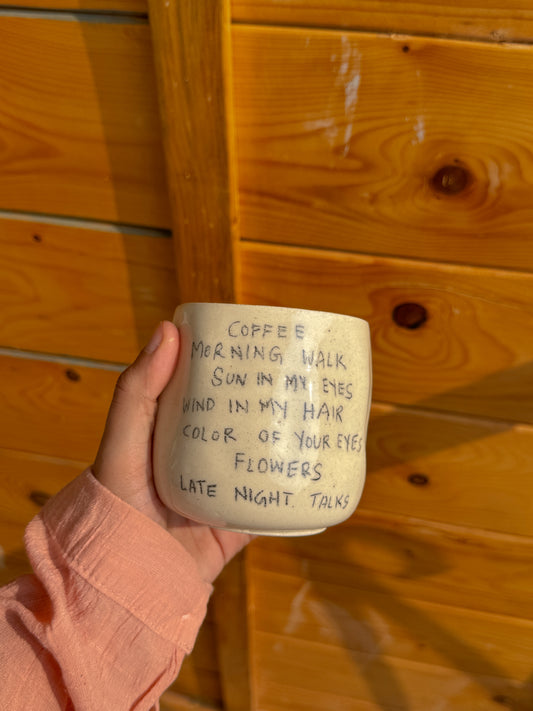 COFFEE
MORNING WALK
SUN IN MY EYES
WIND IN MY HAIR
COLOR OF YOUR EYES
FLOWERS
LATE NIGHT. TALKS